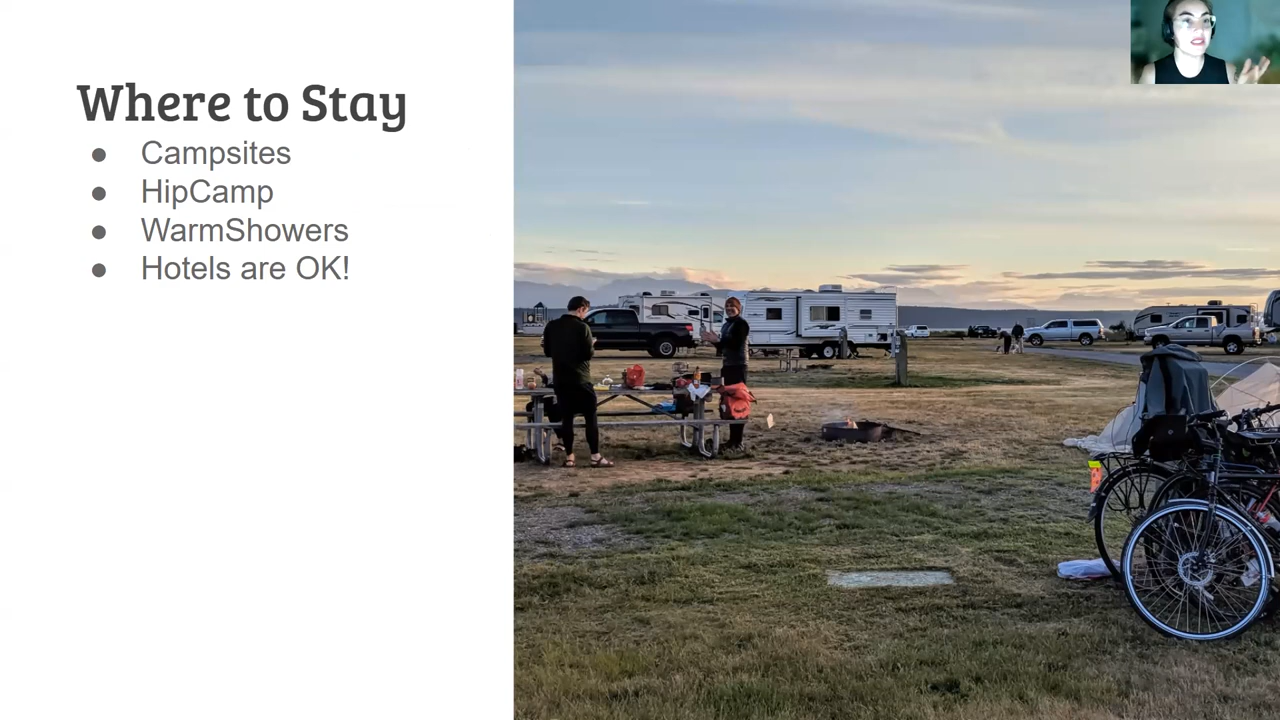 Where to Stay
● Campsites
● HipCamp
● WarmShowers
● Hotels are OK!